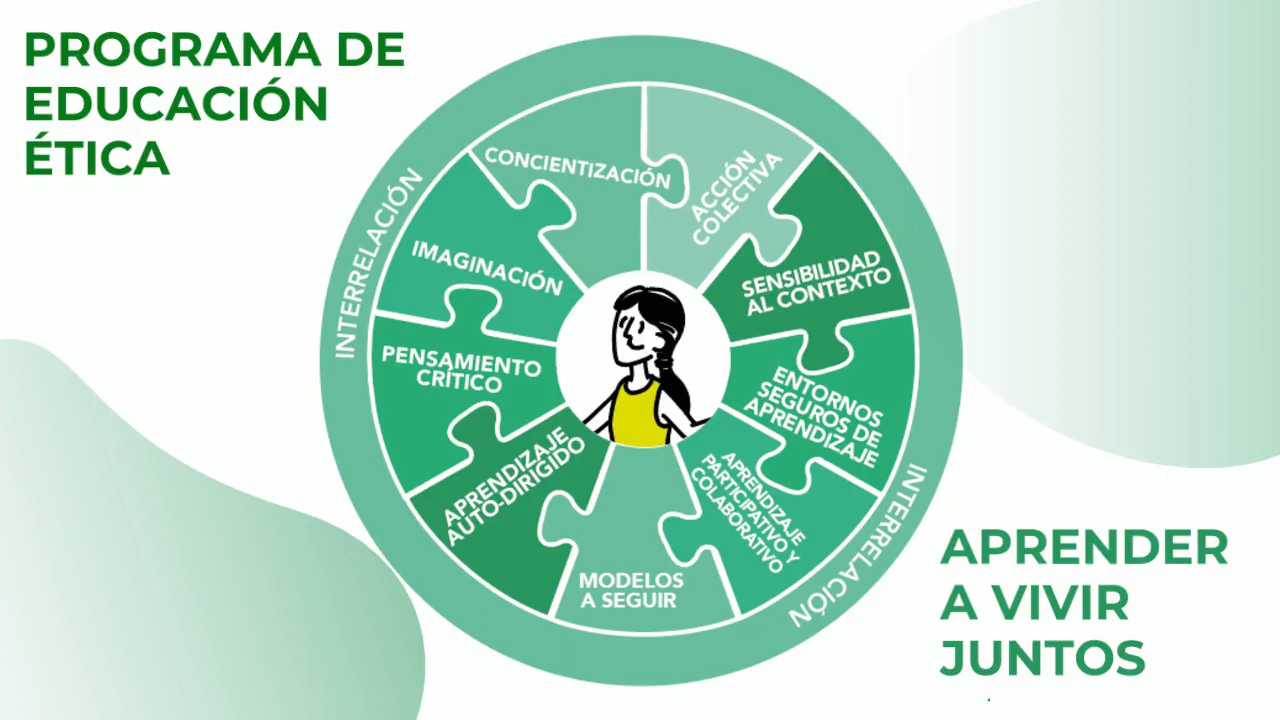 PROGRAMA DE
EDUCACIÓN
ÉTICA
INTERRELACIÓN
CONCIENTIZACIÓN
ACCIÓN
COLECTIVA
SENSIBILIDAD
AL CONTEXTO
ENTORNOS
SEGUROS DE
APRENDIZAJE
APRENDIZAJE
PARTICIPATIVO Y
COLABORATIVO
MODELOS
A SEGUIR
APRENDIZAJE
AUTO-DIRIGIDO
PENSAMIENTO
CRÍTICO
IMAGINACIÓN
INTERRELACIÓN
APRENDER
A VIVIR
JUNTOS